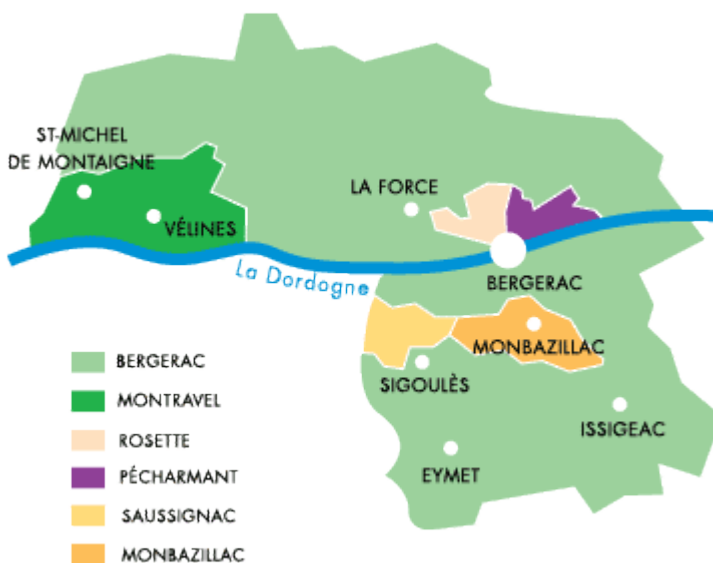 ST-MICHEL
DE MONTAIGNE
LA FORCE
VÉLINES
La Dordogne
BERGERAC
MONBAZILLAC
SIGOULÈS
ISSIGEAC
EYMET
BERGERAC
MONTRAVEL
ROSETTE
PÉCHARMANT
SAUSSIGNAC
MONBAZILLAC